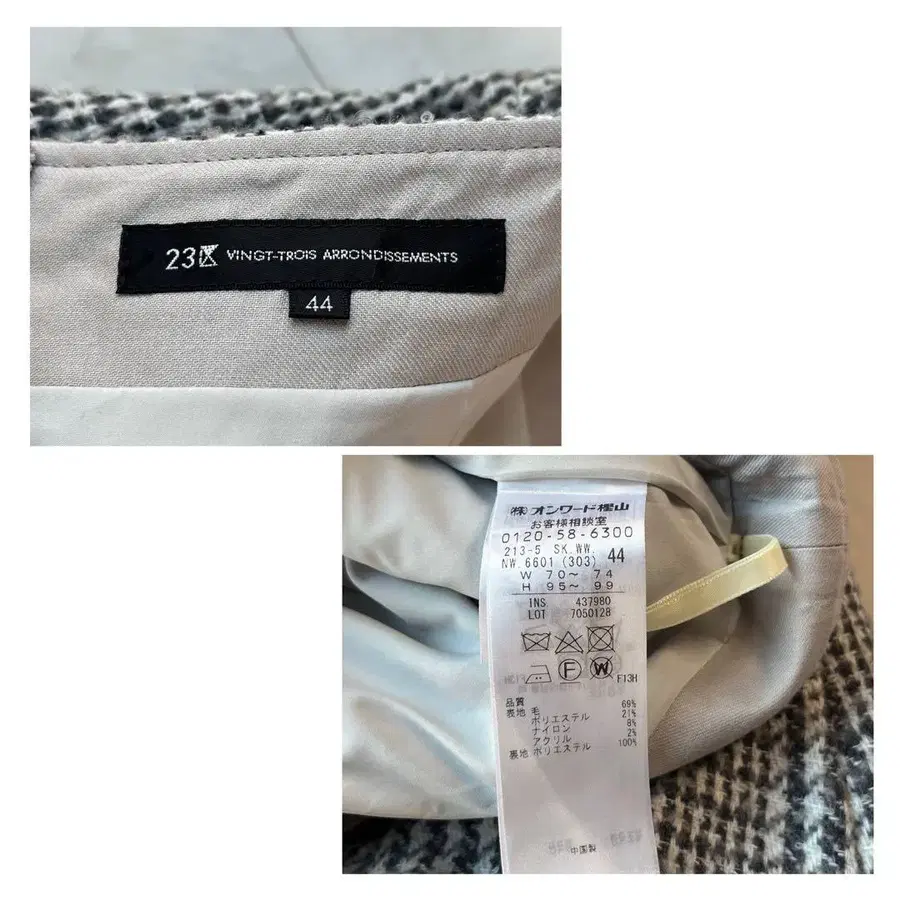 23区 VINGT-TROIS ARRONDISSEMENTS
44
(株)オンワード樫山
お客様相談室
0120-58-6300
213-5 SK.WW.
NW.6601 (303) 44
W 70~ 74
H 95~ 99
INS 437980
LOT 7050128
F W F13H
品質
表地 毛 69%
ポリエステル 21%
ナイロン 8%
アクリル 2%
裏地 ポリエステル 100%
中国製